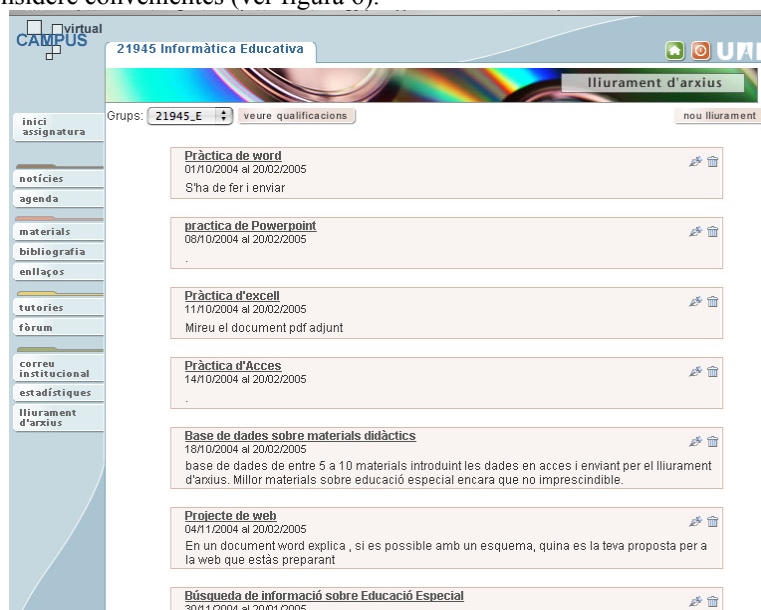 nsidere convenientes (ver figura 6).
virtual
CAMPUS
21945 Informàtica Educativa
lliurament d'arxius
Grups: 21945_E veure qualificacions nou lliurament
inici
assignatura
notícies
agenda
materials
bibliografia
enllaços
tutories
fòrum
correu
institucional
estadístiques
lliurament
d'arxius
Pràctica de word
01/10/2004 al 20/02/2005
S'ha de fer i enviar
practica de Powerpoint
08/10/2004 al 20/02/2005
.
Pràctica d'excell
11/10/2004 al 20/02/2005
Mireu el document pdf adjunt
Pràctica d'Acces
14/10/2004 al 20/02/2005
.
Base de dades sobre materials didàctics
18/10/2004 al 20/02/2005
base de dades de entre 5 a 10 materials introduint les dades en acces i enviant per el lliurament
d'arxius. Millor materials sobre educació especial encara que no imprescindible.
Projecte de web
04/11/2004 al 20/02/2005
En un document word explica , si es possible amb un esquema, quina es la teva proposta per a
la web que estàs preparant
Búsqueda de informació sobre Educació Especial
30/11/2004 al 20/01/2005